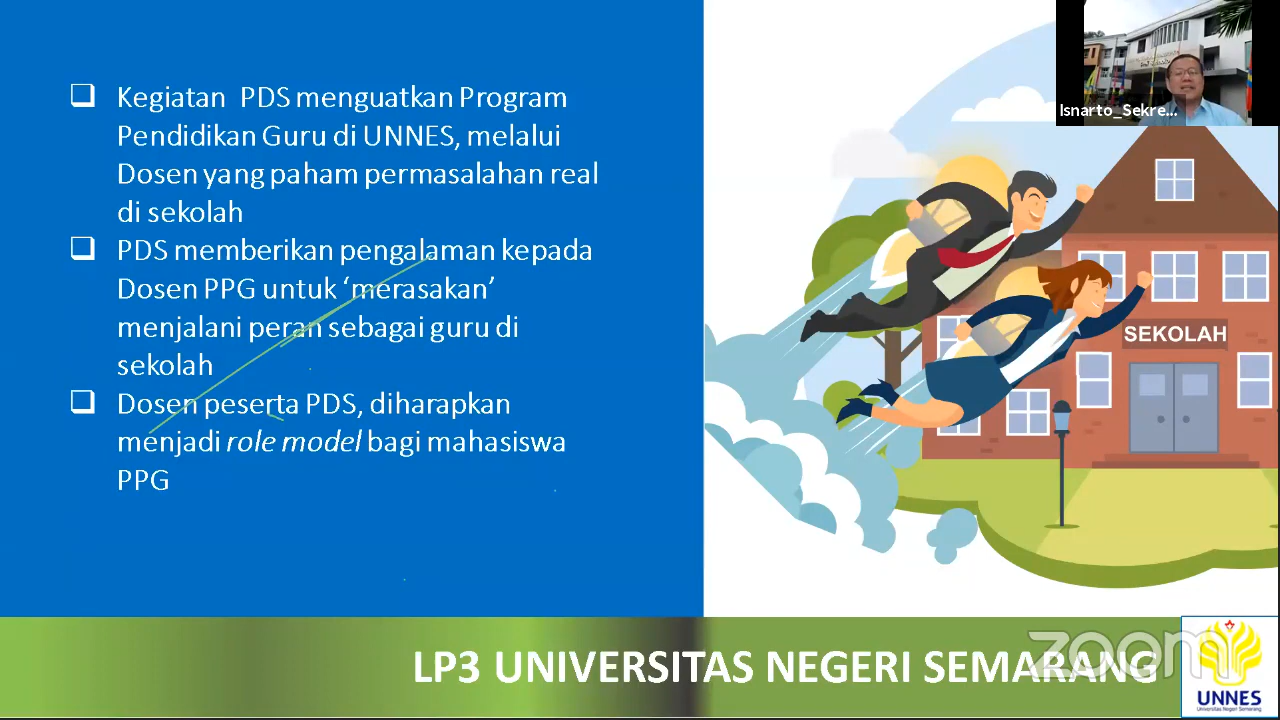 Kegiatan PDS menguatkan Program
Pendidikan Guru di UNNES, melalui
Dosen yang paham permasalahan real
di sekolah
PDS memberikan pengalaman kepada
Dosen PPG untuk ‘merasakan’
menjalani peran sebagai guru di
sekolah
Dosen peserta PDS, diharapkan
menjadi role model bagi mahasiswa
PPG
Isnarto_Sekre...
SEKOLAH
LP3 UNIVERSITAS NEGERI SEMARANG
zoom
UNNES
Universitas Negeri Semarang